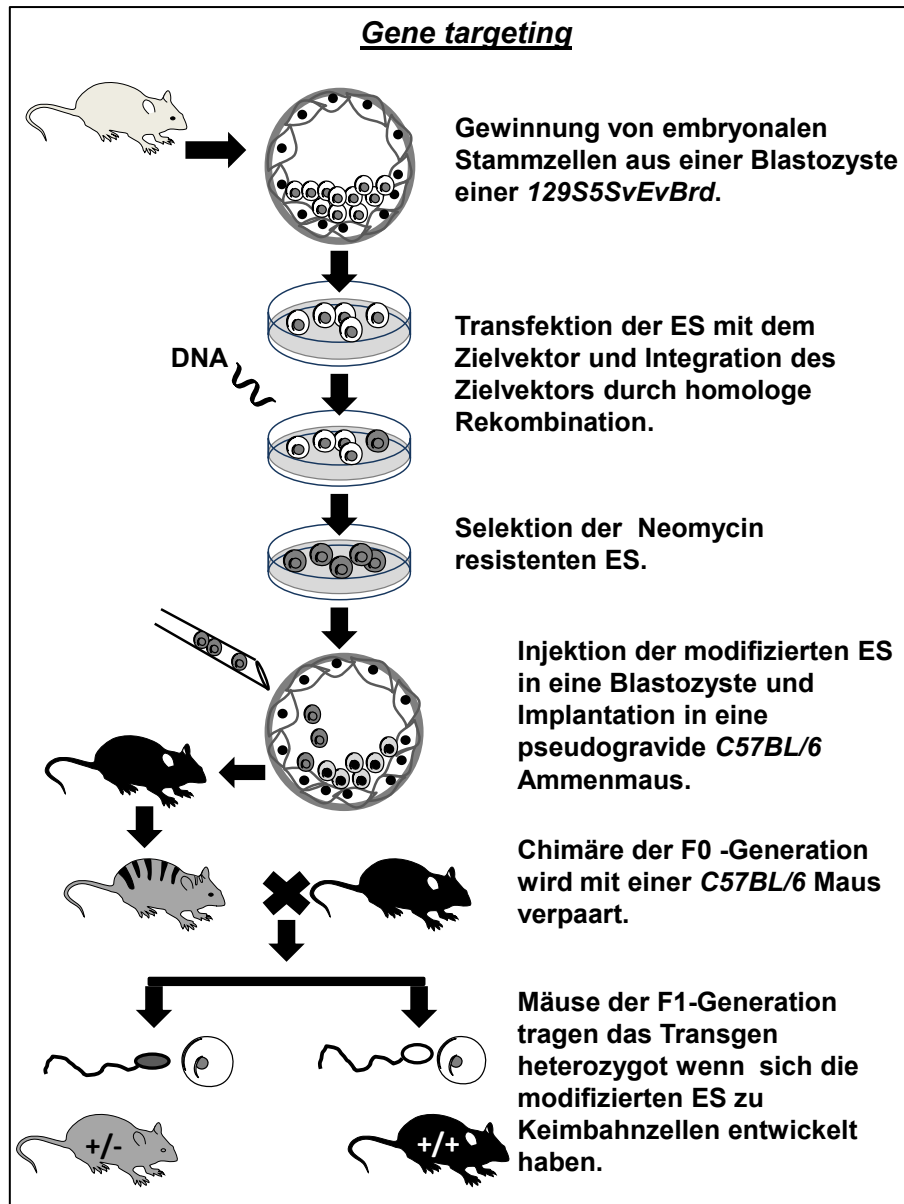 Gene targeting
Gewinnung von embryonalen
Stammzellen aus einer Blastozyste
einer 129S5SvEvBrd.
Transfektion der ES mit dem
Zielvektor und Integration des
Zielvektors durch homologe
Rekombination.
DNA
Selektion der Neomycin
resistenten ES.
Injektion der modifizierten ES
in eine Blastozyste und
Implantation in eine
pseudogravide C57BL/6
Ammenmaus.
Chimäre der F0 -Generation
wird mit einer C57BL/6 Maus
verpaart.
Mäuse der F1-Generation
tragen das Transgen
heterozygot wenn sich die
modifizierten ES zu
Keimbahnzellen entwickelt
haben.
+/-
+/+